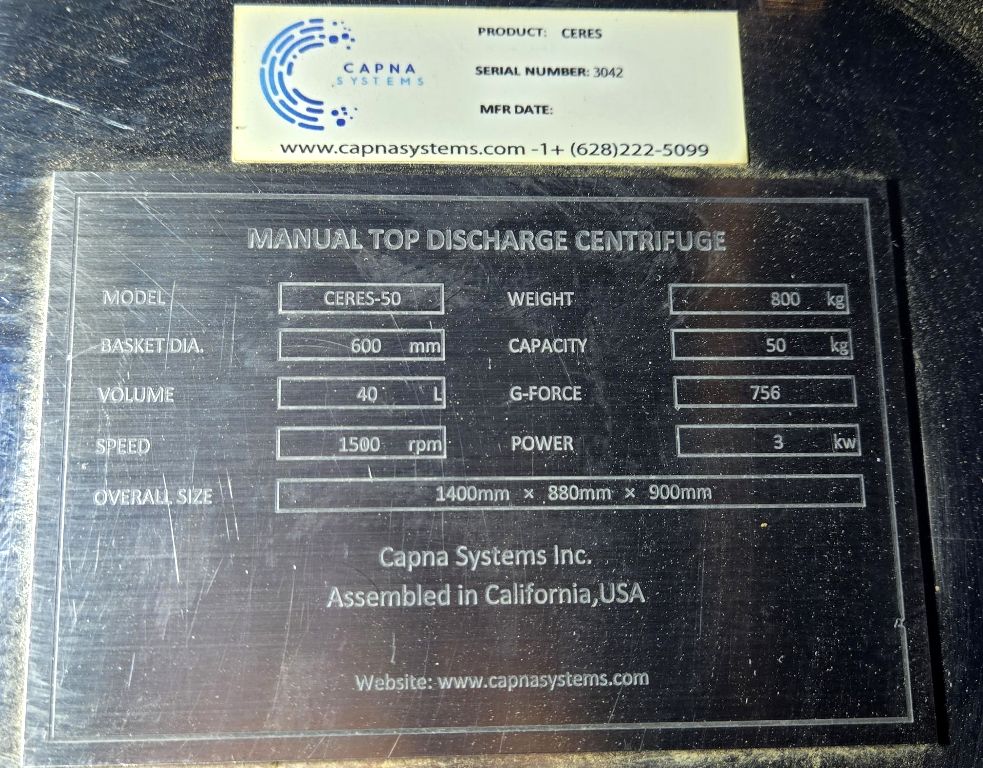 CAPNA
SYSTEMS
PRODUCT: CERES
SERIAL NUMBER: 3042
MFR DATE:
www.capnasystems.com -1+ (628)222-5099
MANUAL TOP DISCHARGE CENTRIFUGE
MODEL CERES-50 WEIGHT 800 kg
BASKET DIA. 600 mm CAPACITY 50 kg
VOLUME 40 L G-FORCE 756
SPEED 1500 rpm POWER 3 kw
OVERALL SIZE 1400mm × 880mm × 900mm
Capna Systems Inc.
Assembled in California,USA
Website: www.capnasystems.com